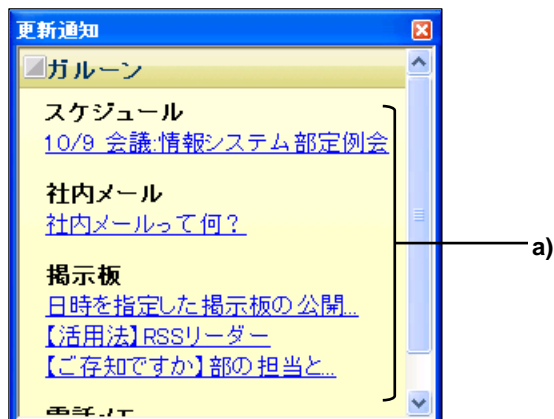 更新通知
ガルーン
スケジュール
10/9 会議:情報システム部定例会
社内メール
社内メールって何?
掲示板
日時を指定した掲示板の公開...
【活用法】RSSリーダー
【ご存知ですか】部の担当と...
電話メモ
a)